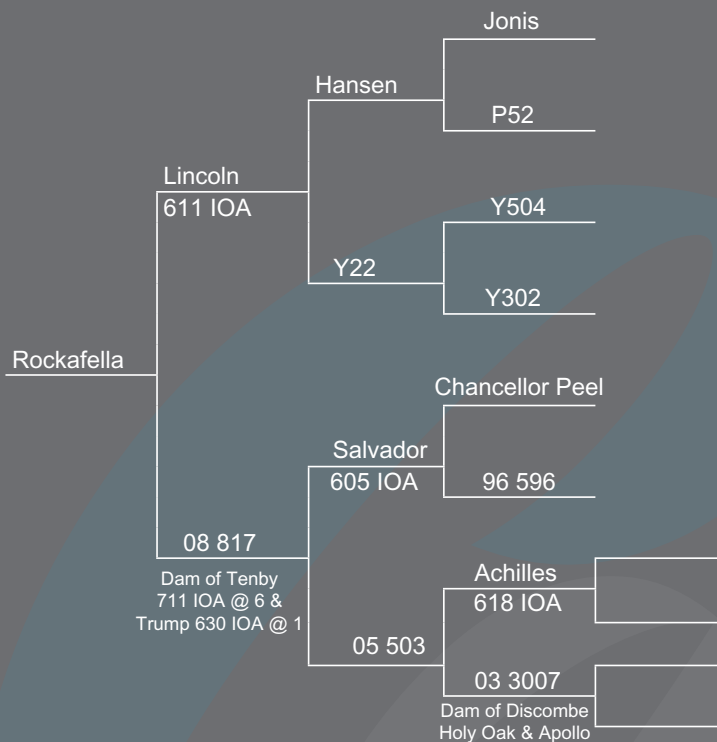 Jonis
Hansen
P52
Lincoln
611 IOA
Y504
Y22
Y302
Rockafella
Chancellor Peel
Salvador
605 IOA
96 596
08 817
Dam of Tenby
711 IOA @ 6 &
Trump 630 IOA @ 1
Achilles
618 IOA
05 503
03 3007
Dam of Discombe
Holy Oak & Apollo